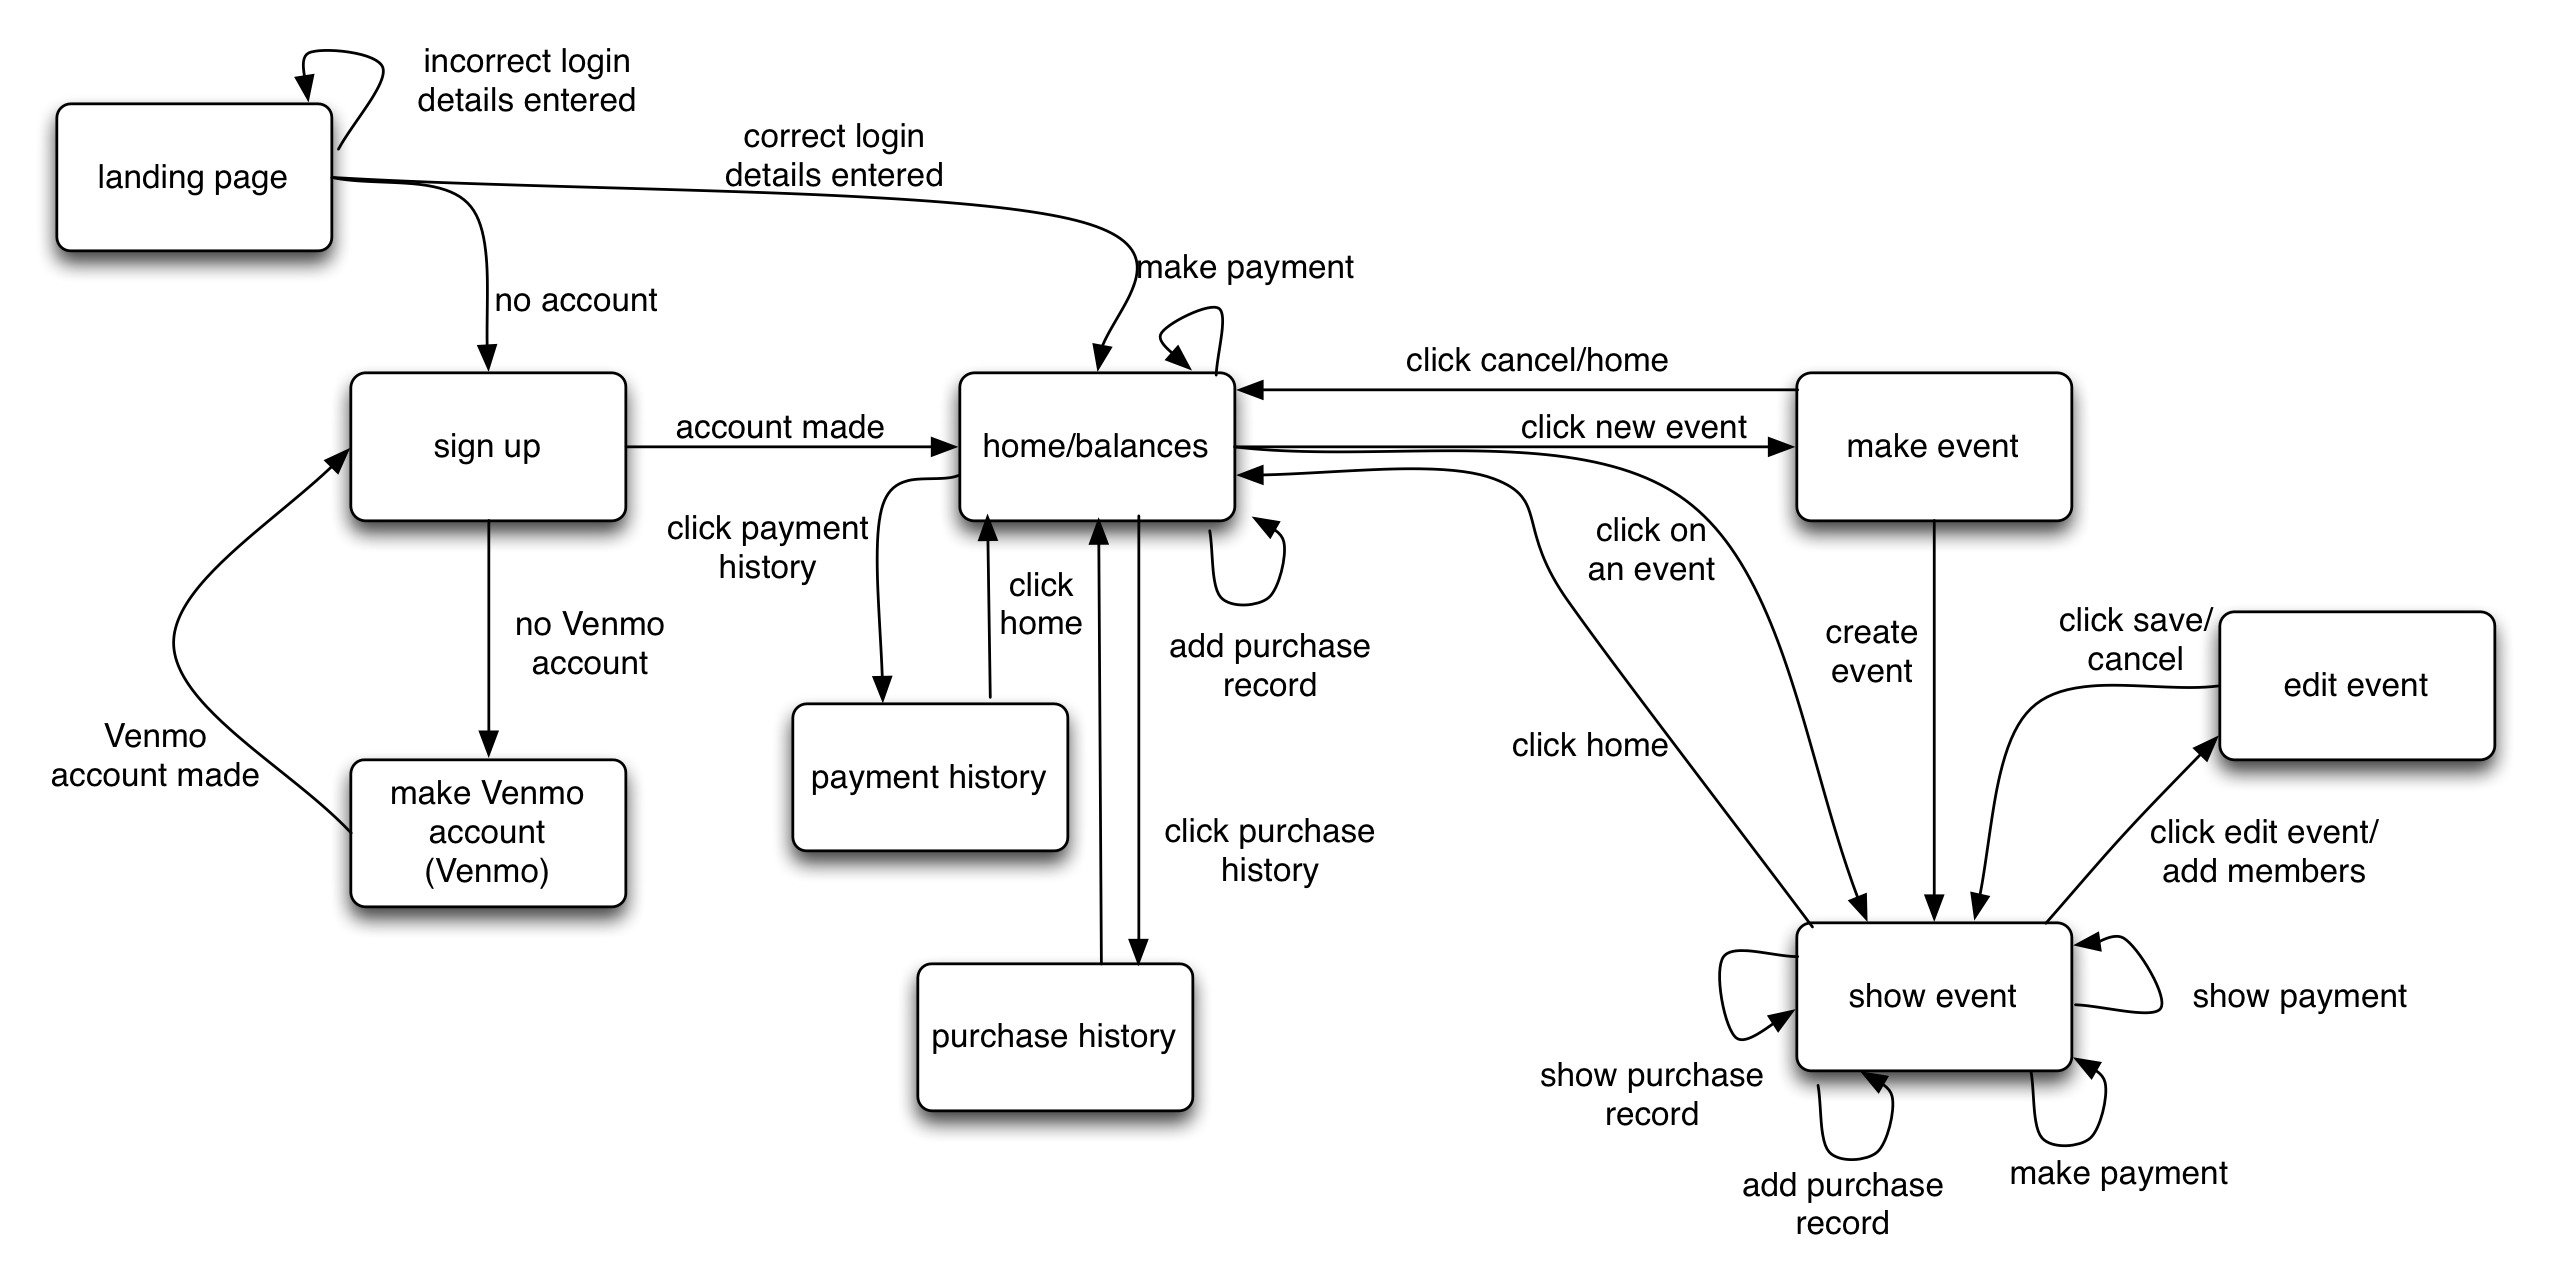 incorrect login
details entered
landing page
correct login
details entered
no account
make payment
click cancel/home
sign up
account made
home/balances
click new event
make event
click payment
history
click
home
click on
an event
add purchase
record
no Venmo
account
create
event
click save/
cancel
edit event
Venmo
account made
make Venmo
account
(Venmo)
payment history
click home
click purchase
history
click edit event/
add members
purchase history
show event
show payment
show purchase
record
add purchase
record
make payment